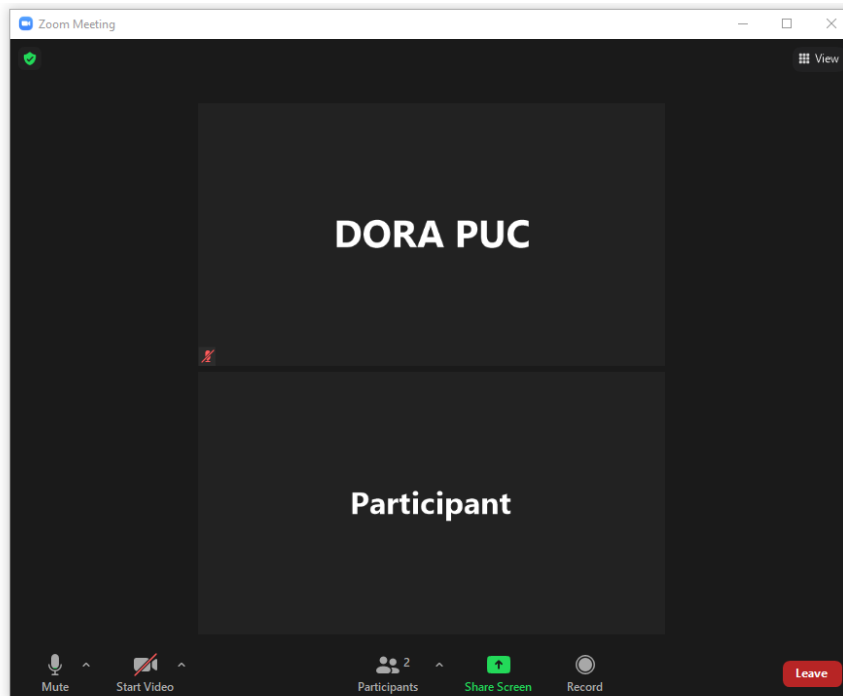 Zoom Meeting
View
DORA PUC
Participant
2
Mute
Start Video
Participants
Share Screen
Record
Leave